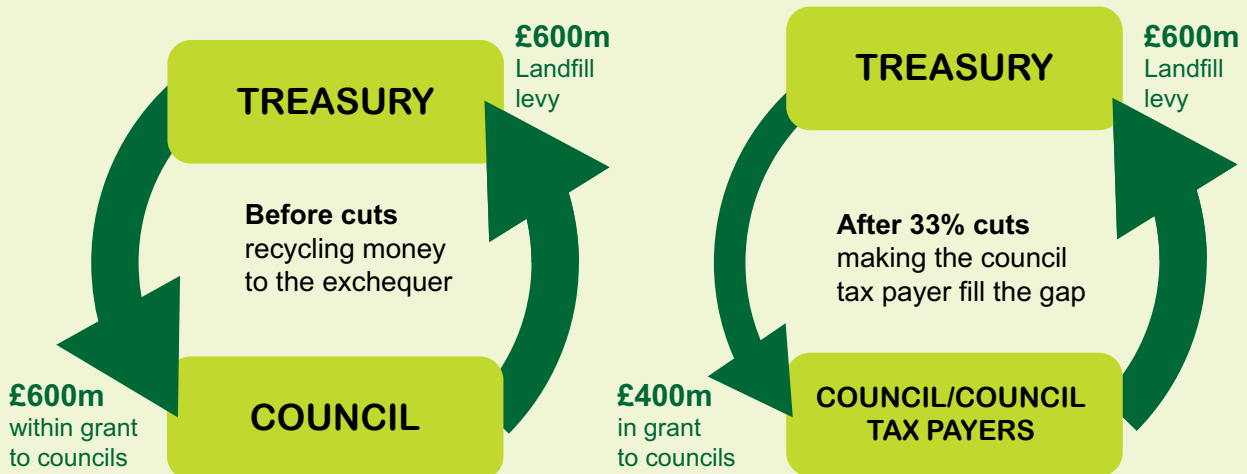 £600m
Landfill
levy
TREASURY
Before cuts
recycling money
to the exchequer
£600m
within grant
to councils
COUNCIL
£600m
Landfill
levy
TREASURY
After 33% cuts
making the council
tax payer fill the gap
£400m
in grant
to councils
COUNCIL/COUNCIL
TAX PAYERS